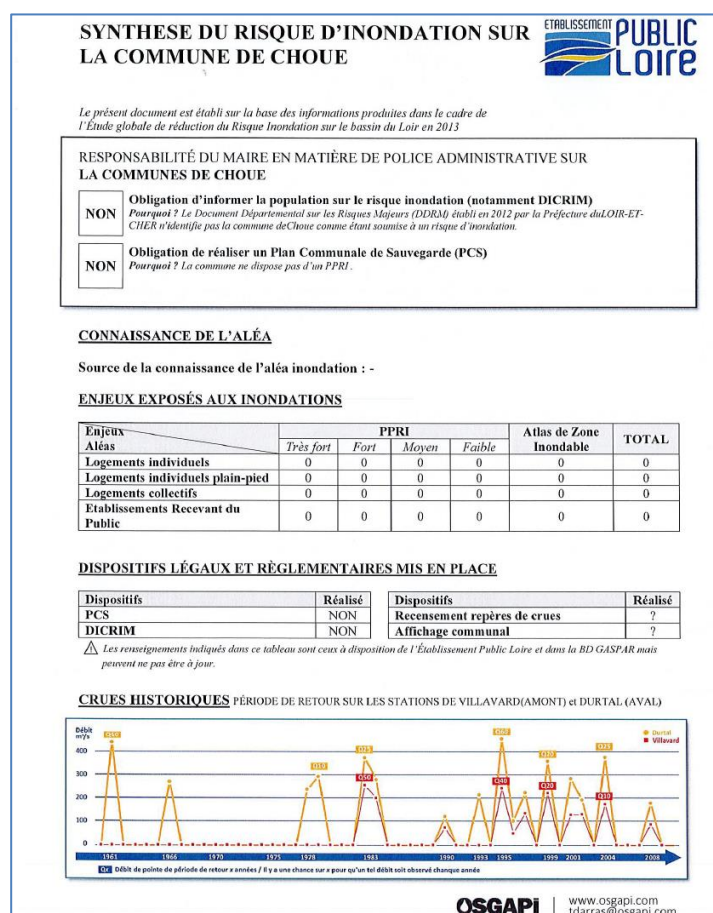 SYNTHESE DU RISQUE D'INONDATION SUR
LA COMMUNE DE CHOUE
ETABLISSEMENT
PUBLIC
LOIRE
Le présent document est établi sur la base des informations produites dans le cadre de
l'Étude globale de réduction du Risque Inondation sur le bassin du Loir en 2013
RESPONSABILITÉ DU MAIRE EN MATIÈRE DE POLICE ADMINISTRATIVE SUR
LA COMMUNES DE CHOUE
NON
Obligation d'informer la population sur le risque inondation (notamment DICRIM)
Pourquoi ? Le Document Départemental sur les Risques Majeurs (DDRM) établi en 2012 par la Préfecture duLOIR-ET-
CHER n'identifie pas la commune deChoue comme étant soumise à un risque d'inondation.
NON
Obligation de réaliser un Plan Communale de Sauvegarde (PCS)
Pourquoi ? La commune ne dispose pas d'un PPRI .
CONNAISSANCE DE L'ALÉA
Source de la connaissance de l'aléa inondation : -
ENJEUX EXPOSÉS AUX INONDATIONS
Enjeux PPRI Atlas de Zone Inondable TOTAL
Aléas Très fort Fort Moyen Faible
Logements individuels 0 0 0 0 0 0
Logements individuels plain-pied 0 0 0 0 0 0
Logements collectifs 0 0 0 0 0 0
Etablissements Recevant du Public 0 0 0 0 0 0
DISPOSITIFS LÉGAUX ET RÈGLEMENTAIRES MIS EN PLACE
Dispositifs Réalisé Dispositifs Réalisé
PCS NON Recensement repères de crues ?
DICRIM NON Affichage communal ?
Les renseignements indiqués dans ce tableau sont ceux à disposition de l'Établissement Public Loire et dans la BD GASPAR mais
peuvent ne pas être à jour.
CRUES HISTORIQUES PÉRIODE DE RETOUR SUR LES STATIONS DE VILLAVARD(AMONT) et DURTAL (AVAL)
Débit
m³/s
400
300
200
100
0
Q10 Q25 Q50 Q40 Q20 Q20 Q25 Q10
Durtal
Villavard
1961 1966 1970 1975 1978 1983 1990 1993 1995 1999 2001 2004 2008
Qx Débit de pointe de période de retour x années / Il y a une chance sur x pour qu'un tel débit soit observé chanque année
OSGAPi
www.osgapi.com
tdarras@osgapi.com